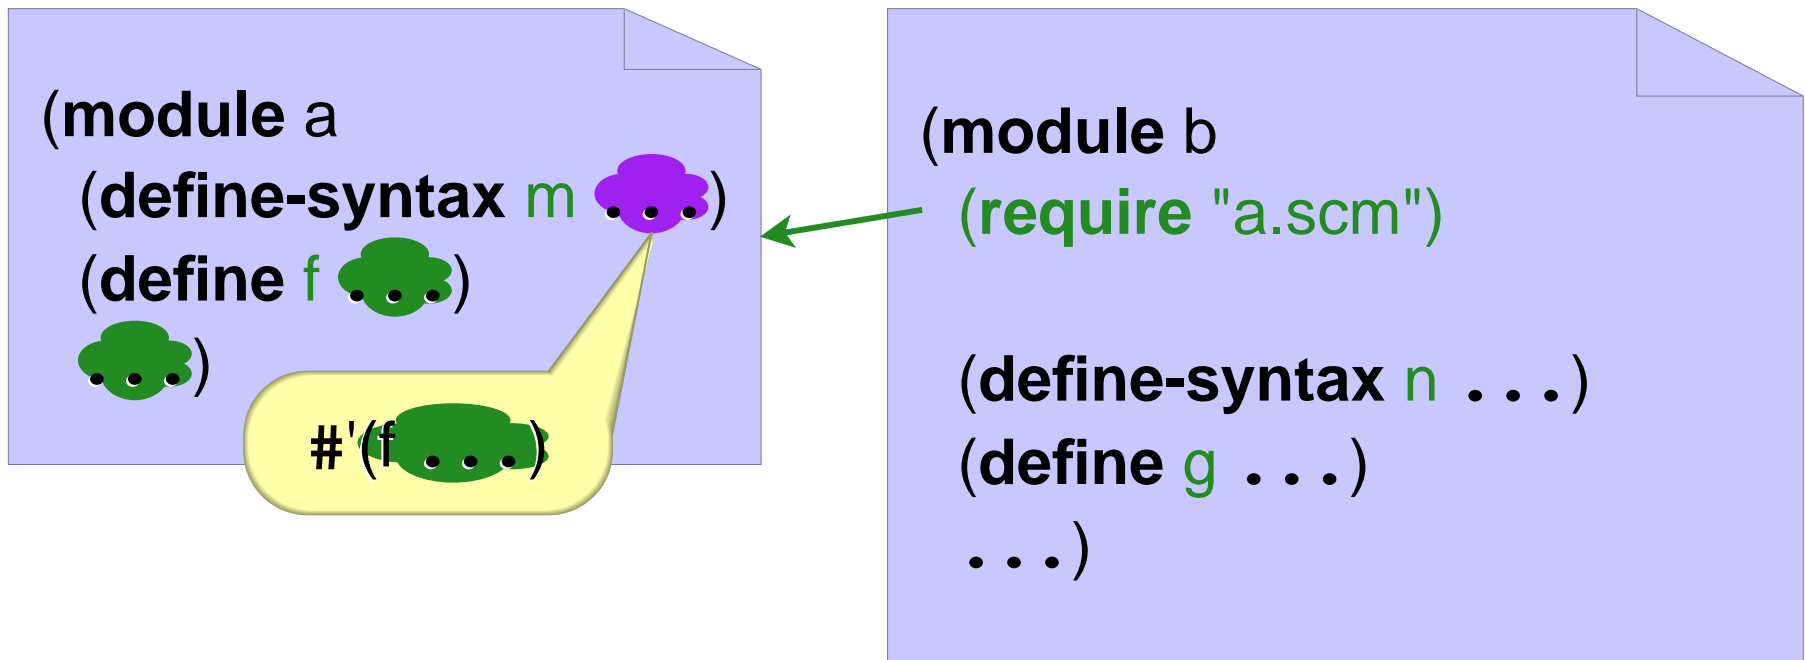 (module a
(define-syntax m ...)
(define f ...)
...)
#'(f ...)
(module b
(require "a.scm")
(define-syntax n ...)
(define g ...)
...)